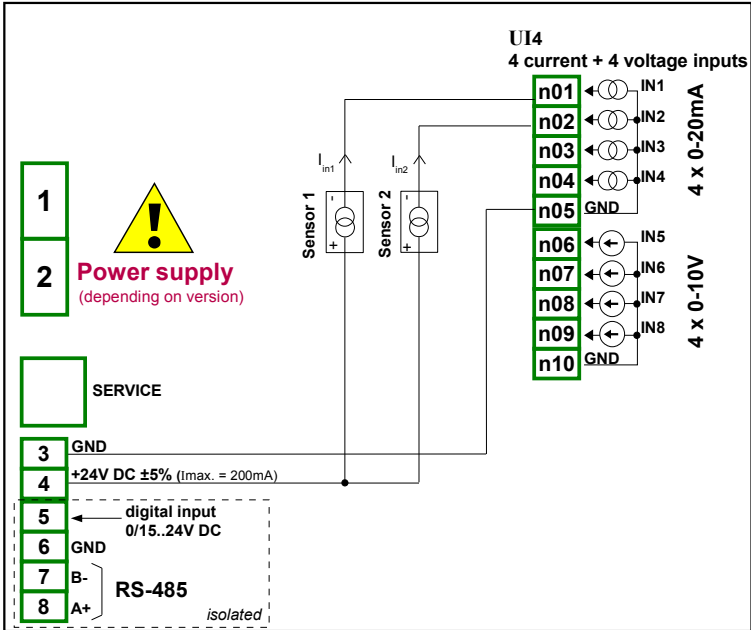 UI4
4 current + 4 voltage inputs
n01
IN1
n02
IN2
n03
IN3
n04
IN4
n05
GND
4 x 0-20mA
n06
IN5
n07
IN6
n08
IN7
n09
IN8
n10
GND
4 x 0-10V
Iin1
Iin2
Sensor 1
-
+
Sensor 2
-
+
1
2
!
Power supply
(depending on version)
SERVICE
3
GND
4
+24V DC ±5% (Imax. = 200mA)
5
digital input
0/15..24V DC
6
GND
7
B-
8
A+
RS-485
isolated